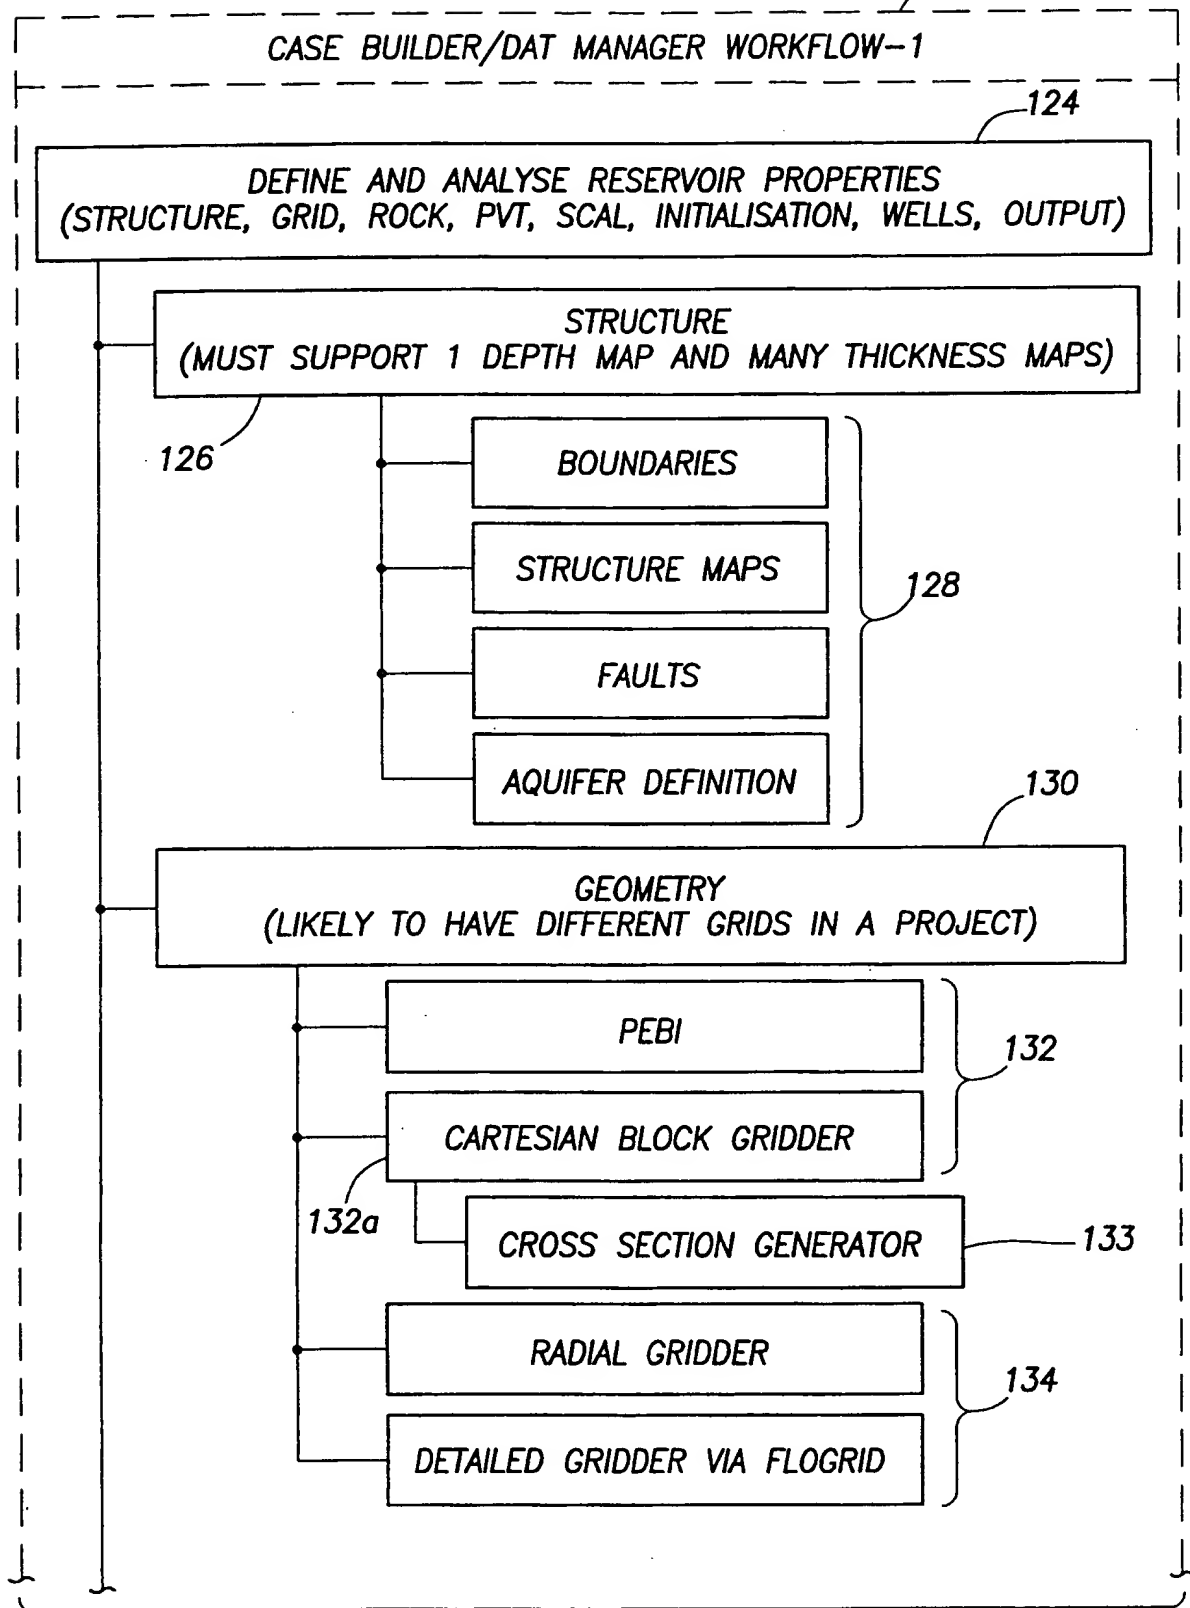 CASE BUILDER/DAT MANAGER WORKFLOW-1
124
DEFINE AND ANALYSE RESERVOIR PROPERTIES
(STRUCTURE, GRID, ROCK, PVT, SCAL, INITIALISATION, WELLS, OUTPUT)
STRUCTURE
(MUST SUPPORT 1 DEPTH MAP AND MANY THICKNESS MAPS)
126
BOUNDARIES
STRUCTURE MAPS
128
FAULTS
AQUIFER DEFINITION
130
GEOMETRY
(LIKELY TO HAVE DIFFERENT GRIDS IN A PROJECT)
PEBI
132
CARTESIAN BLOCK GRIDDER
132a
CROSS SECTION GENERATOR
133
RADIAL GRIDDER
134
DETAILED GRIDDER VIA FLOGRID